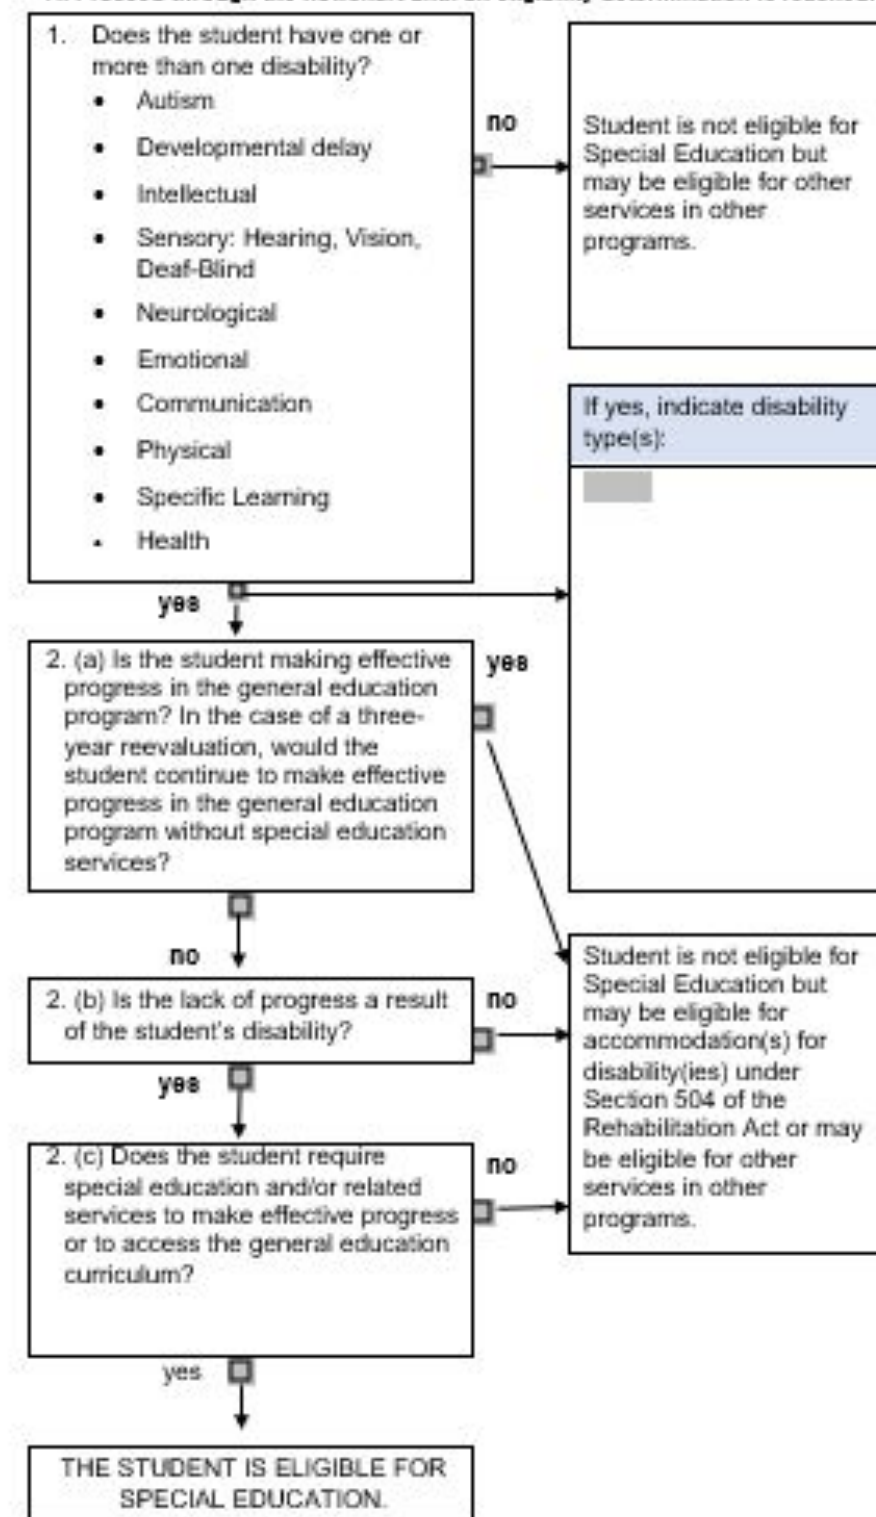 1. Does the student have one or
more than one disability?
• Autism
• Developmental delay
• Intellectual
• Sensory: Hearing, Vision,
Deaf-Blind
• Neurological
• Emotional
• Communication
• Physical
• Specific Learning
• Health
no
Student is not eligible for
Special Education but
may be eligible for other
services in other
programs.
If yes, indicate disability
type(s):
yes
2. (a) Is the student making effective
progress in the general education
program? In the case of a three-
year reevaluation, would the
student continue to make effective
progress in the general education
program without special education
services?
yes
no
2. (b) Is the lack of progress a result
of the student's disability?
no
yes
2. (c) Does the student require
special education and/or related
services to make effective progress
or to access the general education
curriculum?
no
Student is not eligible for
Special Education but
may be eligible for
accommodation(s) for
disability(ies) under
Section 504 of the
Rehabilitation Act or may
be eligible for other
services in other
programs.
yes
THE STUDENT IS ELIGIBLE FOR
SPECIAL EDUCATION.